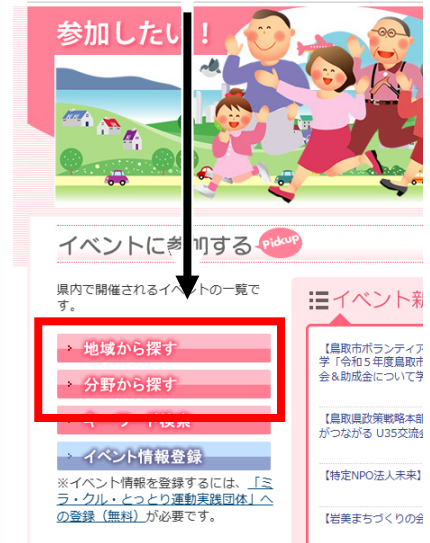 参加したい!
イベントに参加する Pickup
県内で開催されるイベントの一覧で
す。
地域から探す
分野から探す
キーワード検索
イベント情報登録
※イベント情報を登録するには、「ミ
ラ・クル・とっとり運動実践団体」へ
の登録（無料）が必要です。
イベント新
【鳥取市ボランティア
学「令和5年度鳥取市
会&助成金について学
【鳥取県政策戦略本部
がつながる U35交流会
【特定NPO法人未来】
【岩美まちづくりの会